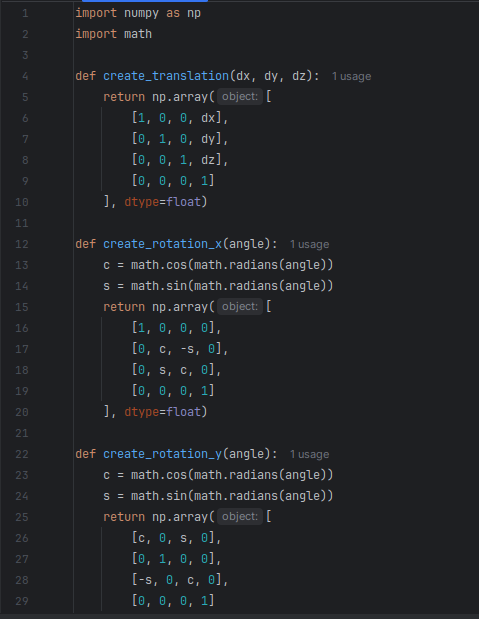 1 import numpy as np
2 import math
3
4 def create_translation(dx, dy, dz): 1 usage
5     return np.array( object: [
6         [1, 0, 0, dx],
7         [0, 1, 0, dy],
8         [0, 0, 1, dz],
9         [0, 0, 0, 1]
10     ], dtype=float)
11
12 def create_rotation_x(angle): 1 usage
13     c = math.cos(math.radians(angle))
14     s = math.sin(math.radians(angle))
15     return np.array( object: [
16         [1, 0, 0, 0],
17         [0, c, -s, 0],
18         [0, s, c, 0],
19         [0, 0, 0, 1]
20     ], dtype=float)
21
22 def create_rotation_y(angle): 1 usage
23     c = math.cos(math.radians(angle))
24     s = math.sin(math.radians(angle))
25     return np.array( object: [
26         [c, 0, s, 0],
27         [0, 1, 0, 0],
28         [-s, 0, c, 0],
29         [0, 0, 0, 1]